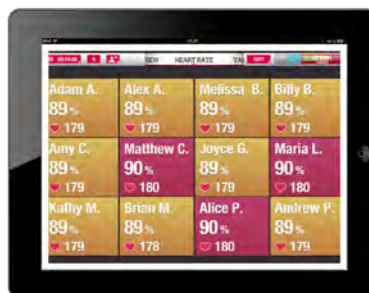 HEART RATE
Adam A. Alex A. Melissa B. Billy B.
89% 89% 89% 89%
179 179 179 179
Amy C. Matthew C. Joyce G. Maria L.
89% 90% 89% 90%
179 180 179 180
Kathy M. Brian M. Alice P. Andrew P.
89% 89% 90% 89%
179 178 180 179